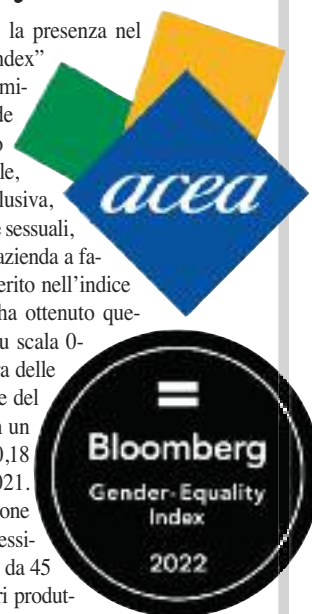 la presenza nel
ndex”
mi-
de
o
le,
lusiva,
e sessuali,
azienda a fa-
erito nell'indice
ha ottenuto que-
u scala 0-
ra delle
e del
n un
0,18
021.
one
essi-
da 45
ri produt-
acea
Bloomberg
Gender-Equality
Index
2022